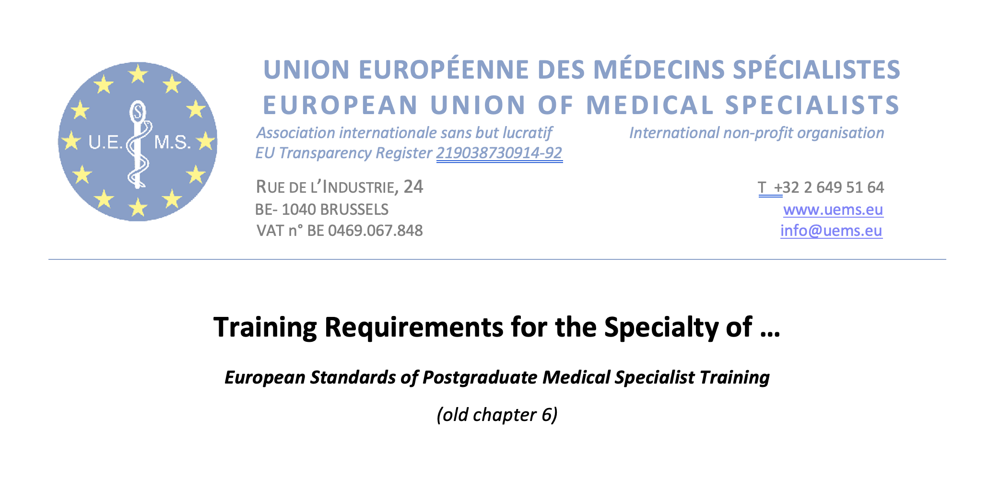 UNION EUROPÉENNE DES MÉDECINS SPÉCIALISTES
EUROPEAN UNION OF MEDICAL SPECIALISTS
Association internationale sans but lucratif International non-profit organisation
EU Transparency Register 219038730914-92
U.E. S M.S.
RUE DE L’INDUSTRIE, 24 T +32 2 649 51 64
BE- 1040 BRUSSELS www.uems.eu
VAT n° BE 0469.067.848 info@uems.eu
Training Requirements for the Specialty of …
European Standards of Postgraduate Medical Specialist Training
(old chapter 6)